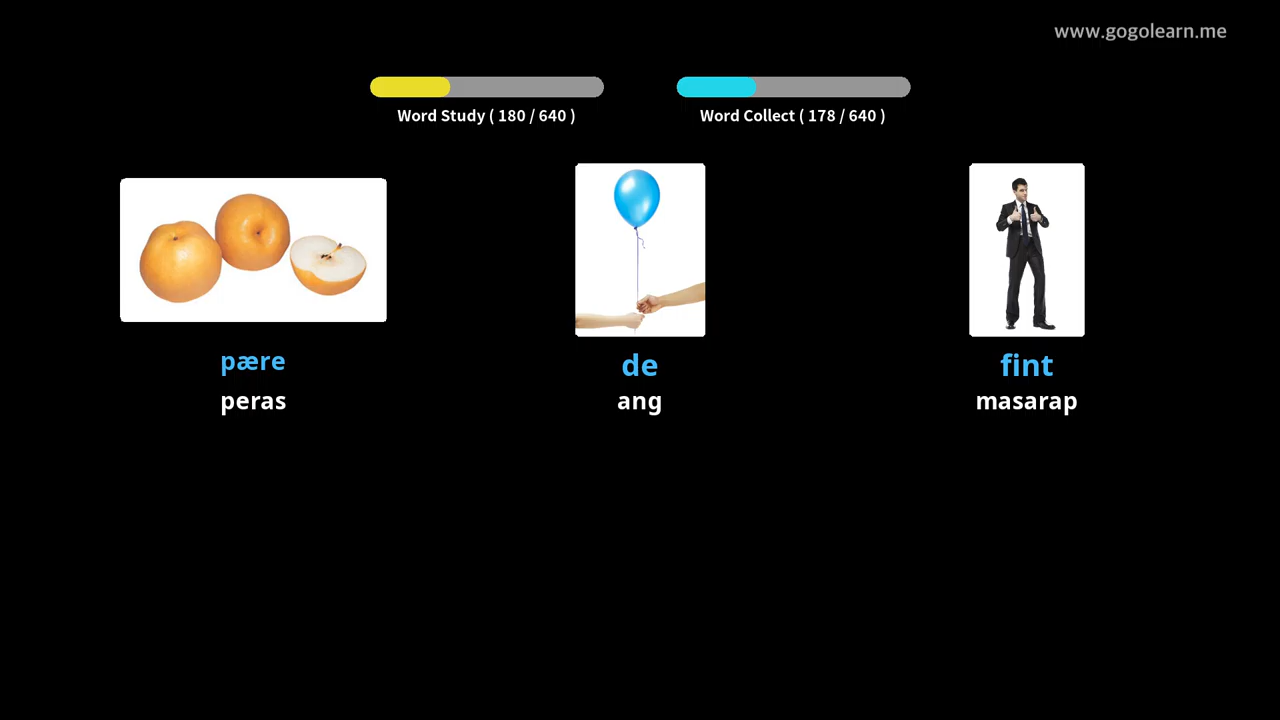 www.gogolearn.me
Word Study ( 180 / 640 )
Word Collect ( 178 / 640 )
pære
de
fint
peras
ang
masarap